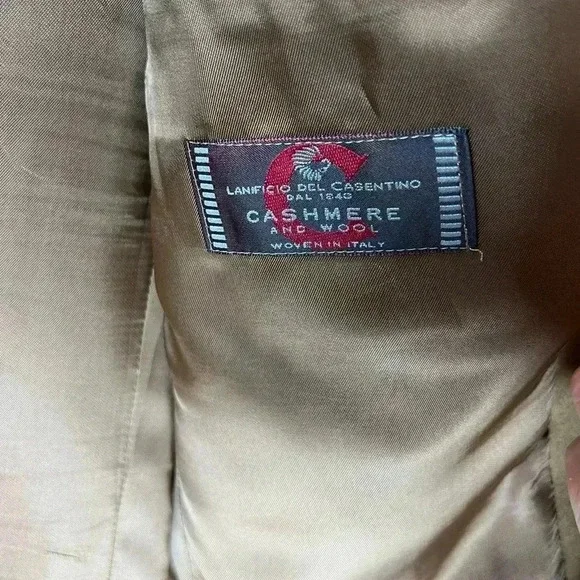 LANIFICIO DEL CASENTINO
DAL 1848
CASHMERE
AND WOOL
WOVEN IN ITALY